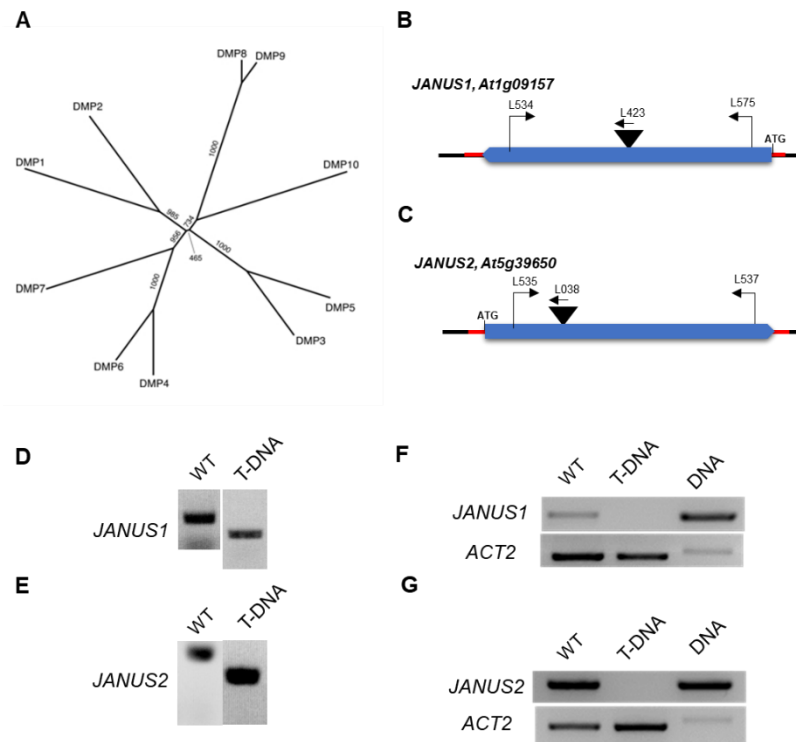 A
DMP8
DMP9
DMP2
DMP1
DMP10
DMP7
DMP5
DMP3
DMP6
DMP4
1000
985
734
956
1000
465
1000
B
JANUS1, At1g09157
L534
L423
L575
ATG
C
JANUS2, At5g39650
L535
L038
L537
ATG
D
WT
T-DNA
JANUS1
E
WT
T-DNA
JANUS2
F
WT
T-DNA
DNA
JANUS1
ACT2
G
WT
T-DNA
DNA
JANUS2
ACT2